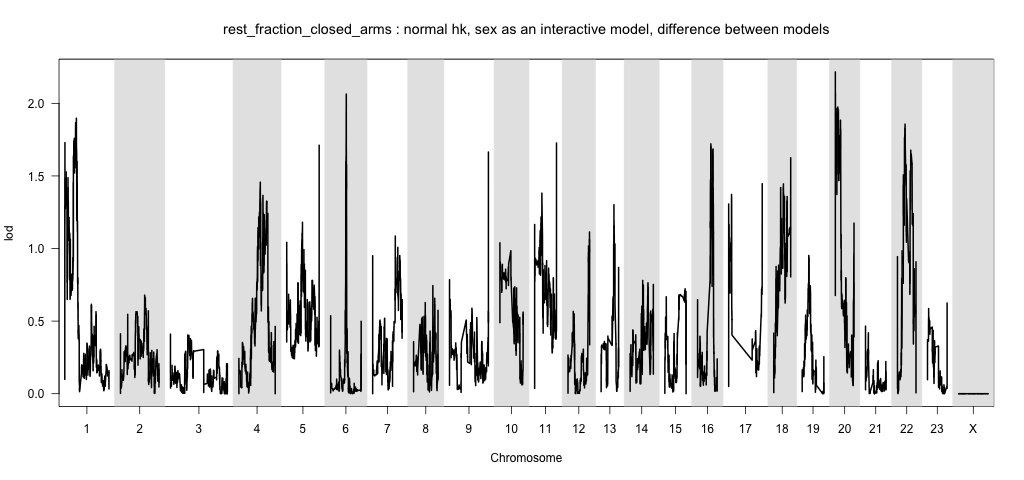 rest_fraction_closed_arms : normal hk, sex as an interactive model, difference between models
2.0
1.5
1.0
0.5
0.0
lod
1 2 3 4 5 6 7 8 9 10 11 12 13 14 15 16 17 18 19 20 21 22 23 X
Chromosome